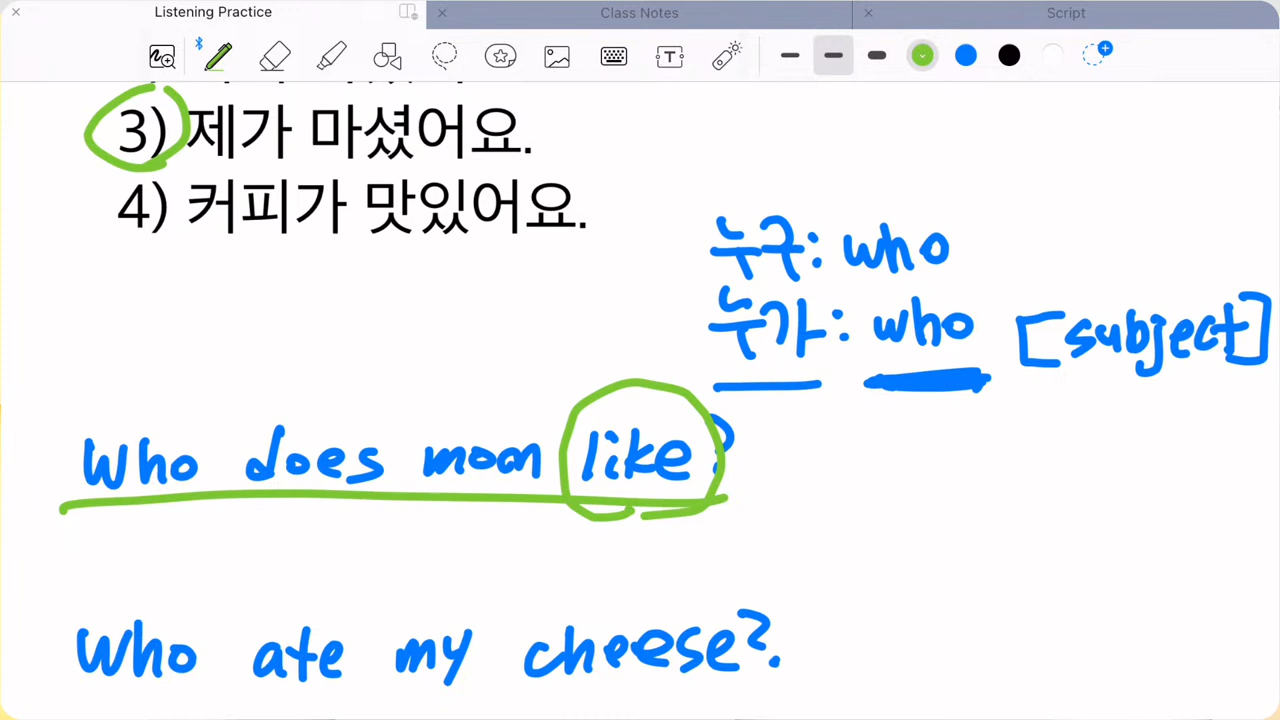 Listening Practice
Class Notes
Script
3) 제가 마셨어요.
4) 커피가 맛있어요.
누구: who
누가: who [subject]
Who does mom like?
Who ate my cheese?.